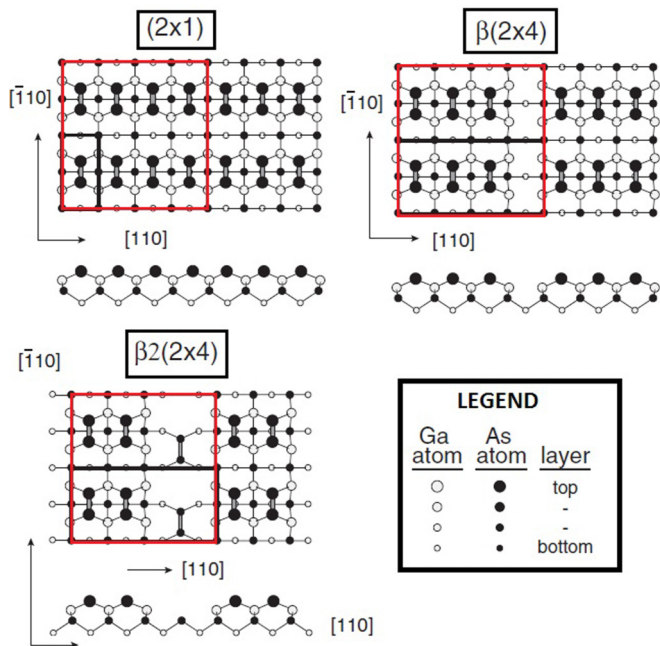 (2x1)
β(2x4)
[1̄10]
[1̄10]
[110]
[110]
β2(2x4)
[1̄10]
[110]
[110]
LEGEND
Ga atom As atom layer
top
-
-
bottom